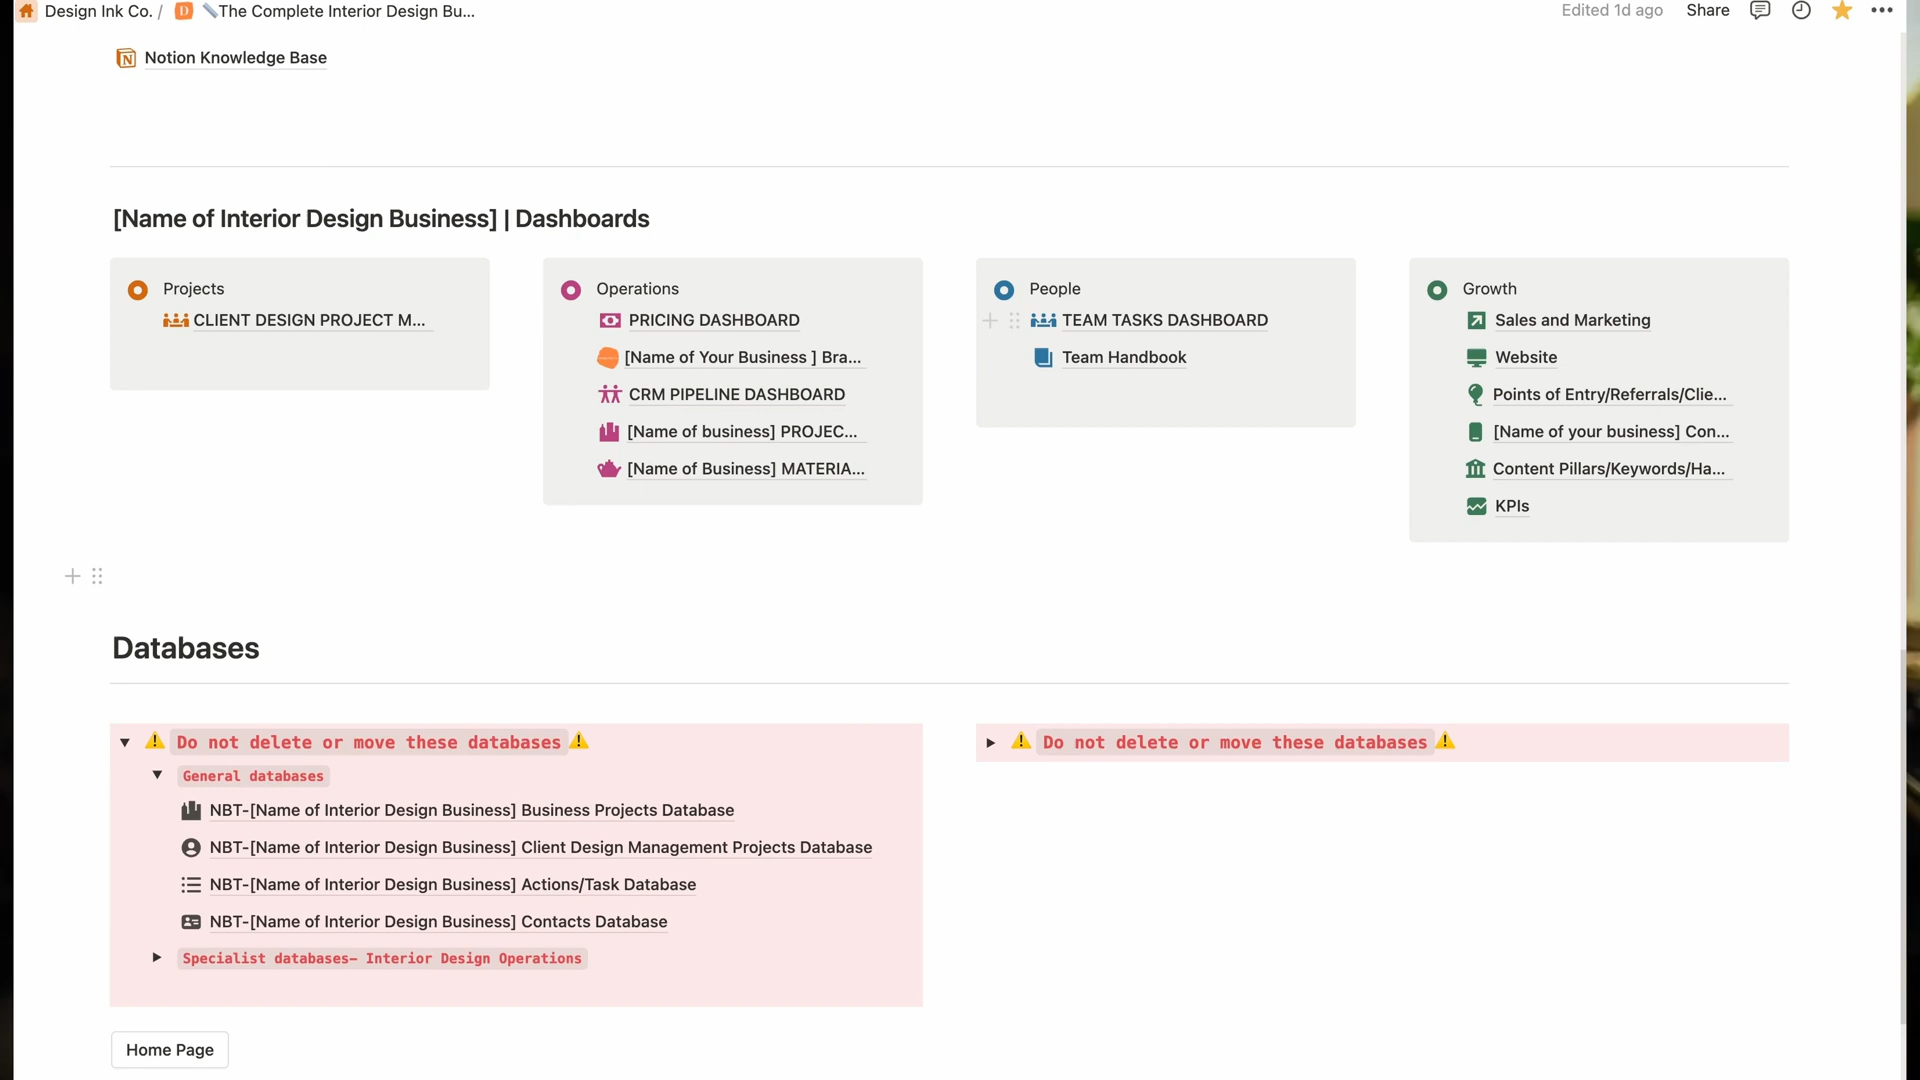 Design Ink Co. / D The Complete Interior Design Bu... Edited 1d ago Share
Notion Knowledge Base
[Name of Interior Design Business] | Dashboards
Projects
CLIENT DESIGN PROJECT M...
Operations
PRICING DASHBOARD
[Name of Your Business ] Bra...
CRM PIPELINE DASHBOARD
[Name of business] PROJEC...
[Name of Business] MATERIA...
People
TEAM TASKS DASHBOARD
Team Handbook
Growth
Sales and Marketing
Website
Points of Entry/Referrals/Clie...
[Name of your business] Con...
Content Pillars/Keywords/Ha...
KPIs
Databases
Do not delete or move these databases
General databases
NBT-[Name of Interior Design Business] Business Projects Database
NBT-[Name of Interior Design Business] Client Design Management Projects Database
NBT-[Name of Interior Design Business] Actions/Task Database
NBT-[Name of Interior Design Business] Contacts Database
Specialist databases– Interior Design Operations
Do not delete or move these databases
Home Page